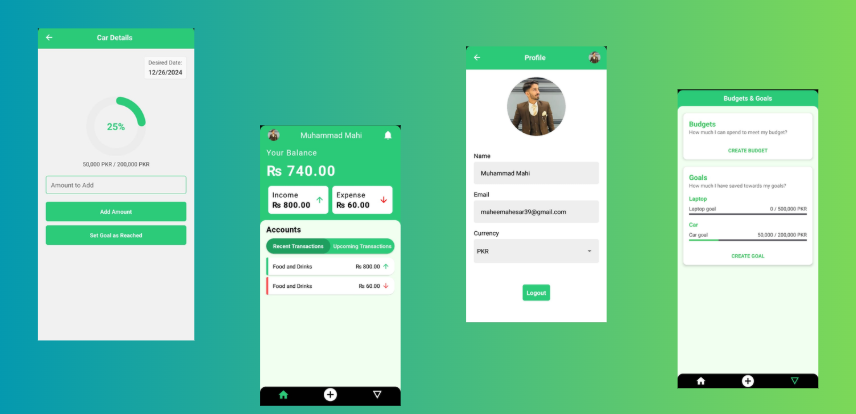 Car Details
Desired Date:
12/26/2024
25%
50,000 PKR / 200,000 PKR
Amount to Add
Add Amount
Set Goal as Reached
Muhammad Mahi
Your Balance
Rs 740.00
Income
Rs 800.00
Expense
Rs 60.00
Accounts
Recent Transactions
Upcoming Transactions
Food and Drinks
Rs 800.00
Food and Drinks
Rs 60.00
Profile
Name
Muhammad Mahi
Email
maheemahesar39@gmail.com
Currency
PKR
Logout
Budgets & Goals
Budgets
How much I can spend to meet my budget?
CREATE BUDGET
Goals
How much I have saved towards my goals?
Laptop
Laptop goal
0 / 500,000 PKR
Car
Car goal
50,000 / 200,000 PKR
CREATE GOAL